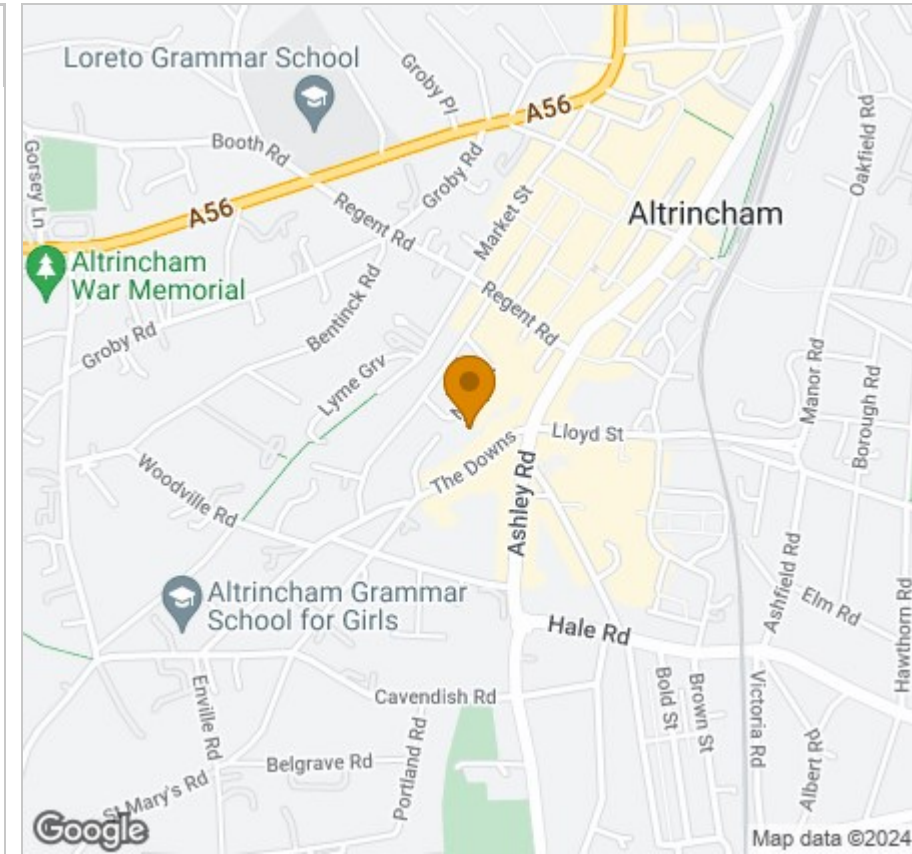 Loreto Grammar School
Groby Pl
A56
Oakfield Rd
Gorsey Ln
Booth Rd
Groby Rd
A56
Market St
Regent Rd
Altrincham
Altrincham
War Memorial
Bentinck Rd
Regent Rd
Groby Rd
Lyme Grv
Manor Rd
Borough Rd
The Downs
Lloyd St
Woodville Rd
Ashley Rd
Ashfield Rd
Altrincham Grammar
School for Girls
Elm Rd
Hawthorn Rd
Hale Rd
Enville Rd
Cavendish Rd
Bold St
Brown St
Victoria Rd
Portland Rd
Belgrave Rd
Albert Rd
St Mary's Rd
Google
Map data ©2024